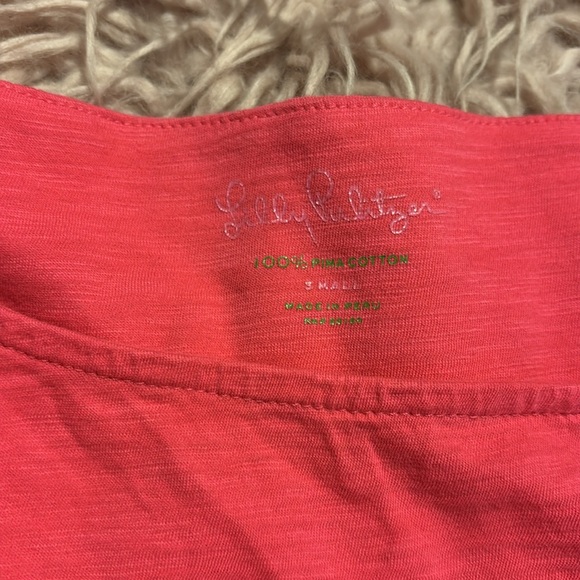 Lilly Pulitzer®
100% PIMA COTTON
SMALL
MADE IN PERU